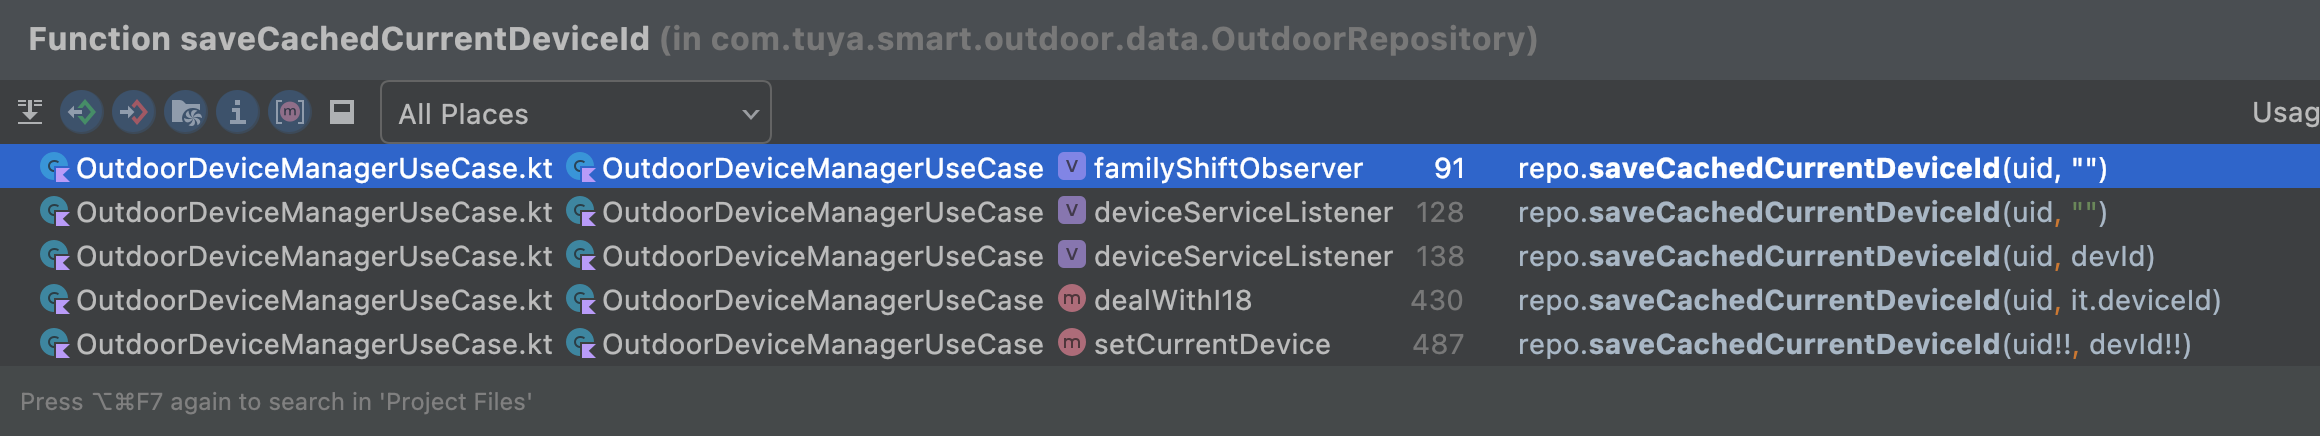 Function saveCachedCurrentDeviceId (in com.tuya.smart.outdoor.data.OutdoorRepository)
All Places Usag
OutdoorDeviceManagerUseCase.kt OutdoorDeviceManagerUseCase familyShiftObserver 91 repo.saveCachedCurrentDeviceId(uid, "")
OutdoorDeviceManagerUseCase.kt OutdoorDeviceManagerUseCase deviceServiceListener 128 repo.saveCachedCurrentDeviceId(uid, "")
OutdoorDeviceManagerUseCase.kt OutdoorDeviceManagerUseCase deviceServiceListener 138 repo.saveCachedCurrentDeviceId(uid, devId)
OutdoorDeviceManagerUseCase.kt OutdoorDeviceManagerUseCase dealWithI18 430 repo.saveCachedCurrentDeviceId(uid, it.deviceId)
OutdoorDeviceManagerUseCase.kt OutdoorDeviceManagerUseCase setCurrentDevice 487 repo.saveCachedCurrentDeviceId(uid!!, devId!!)
Press ⌥⌘F7 again to search in 'Project Files'